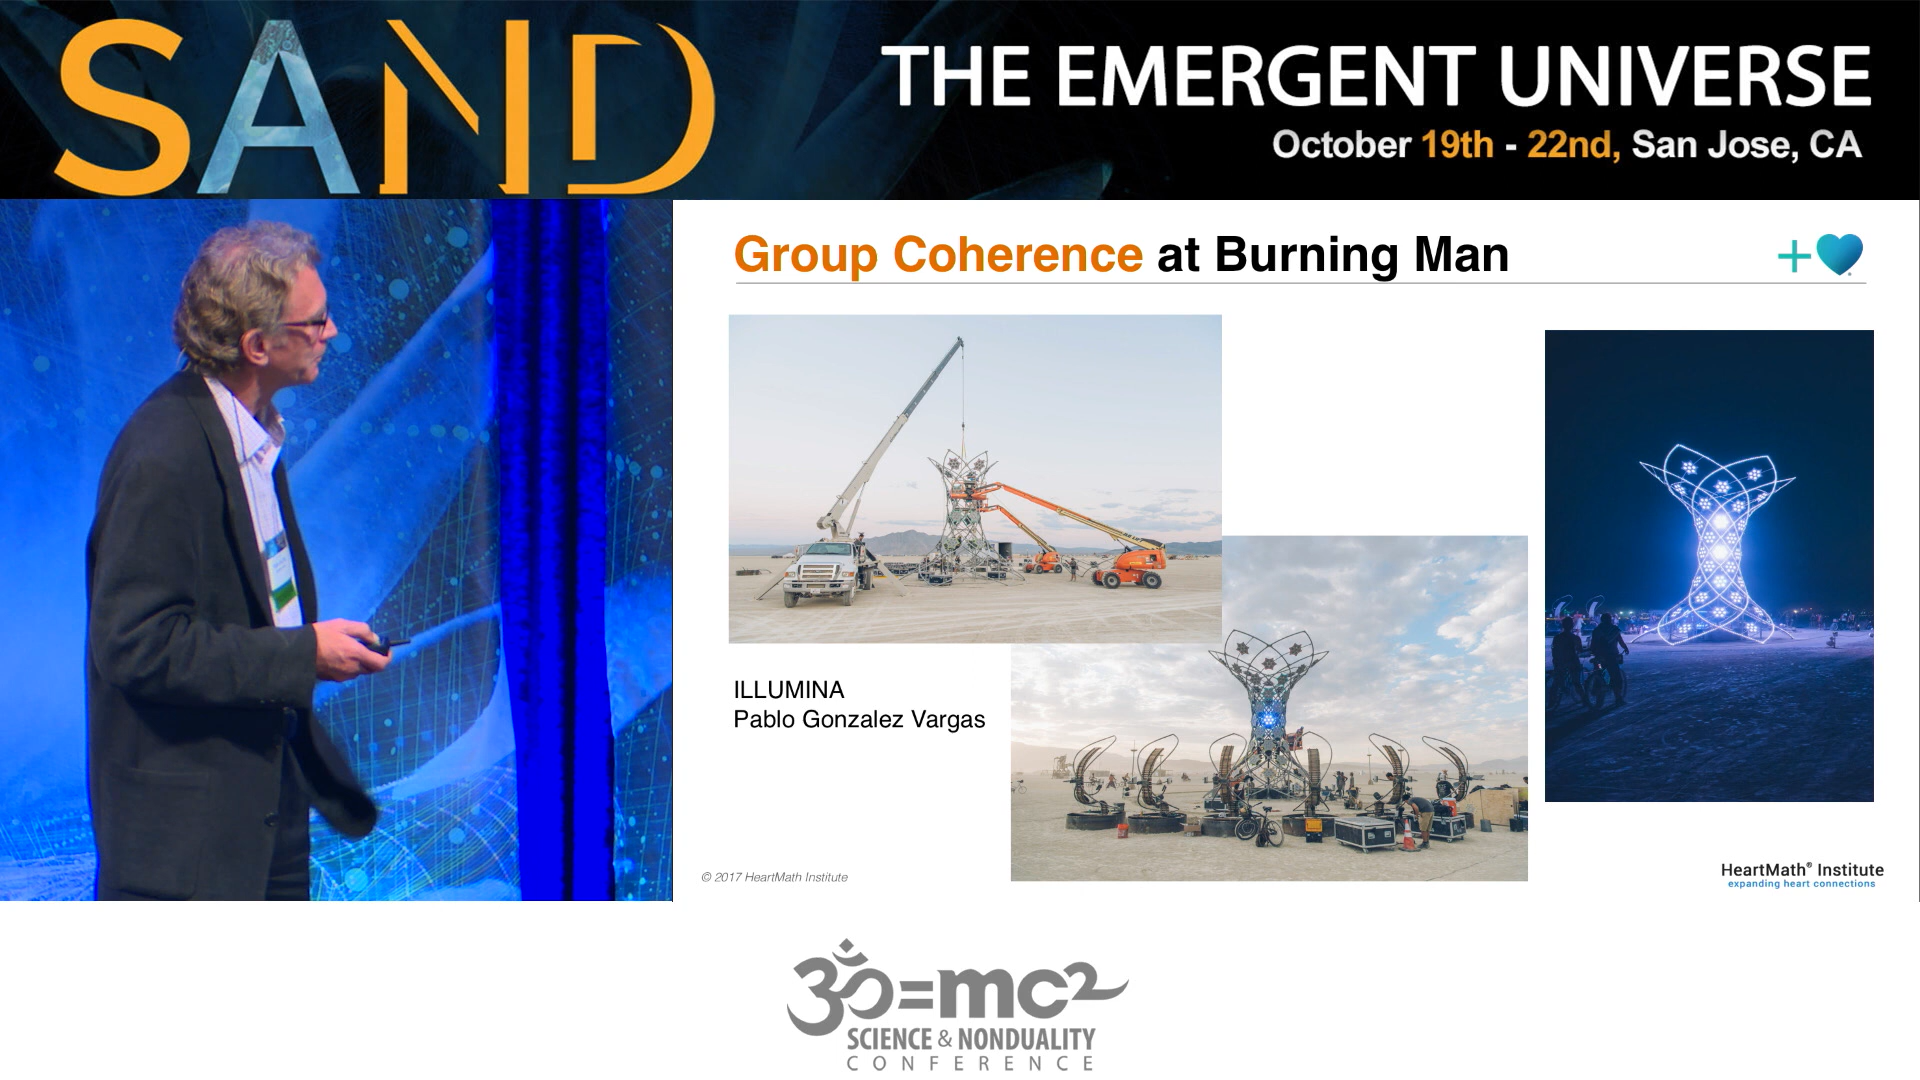 SAND
THE EMERGENT UNIVERSE
October 19th - 22nd, San Jose, CA
Group Coherence at Burning Man
ILLUMINA
Pablo Gonzalez Vargas
© 2017 HeartMath Institute
HeartMath® Institute
expanding heart connections
ॐ=mc²
SCIENCE & NONDUALITY
CONFERENCE